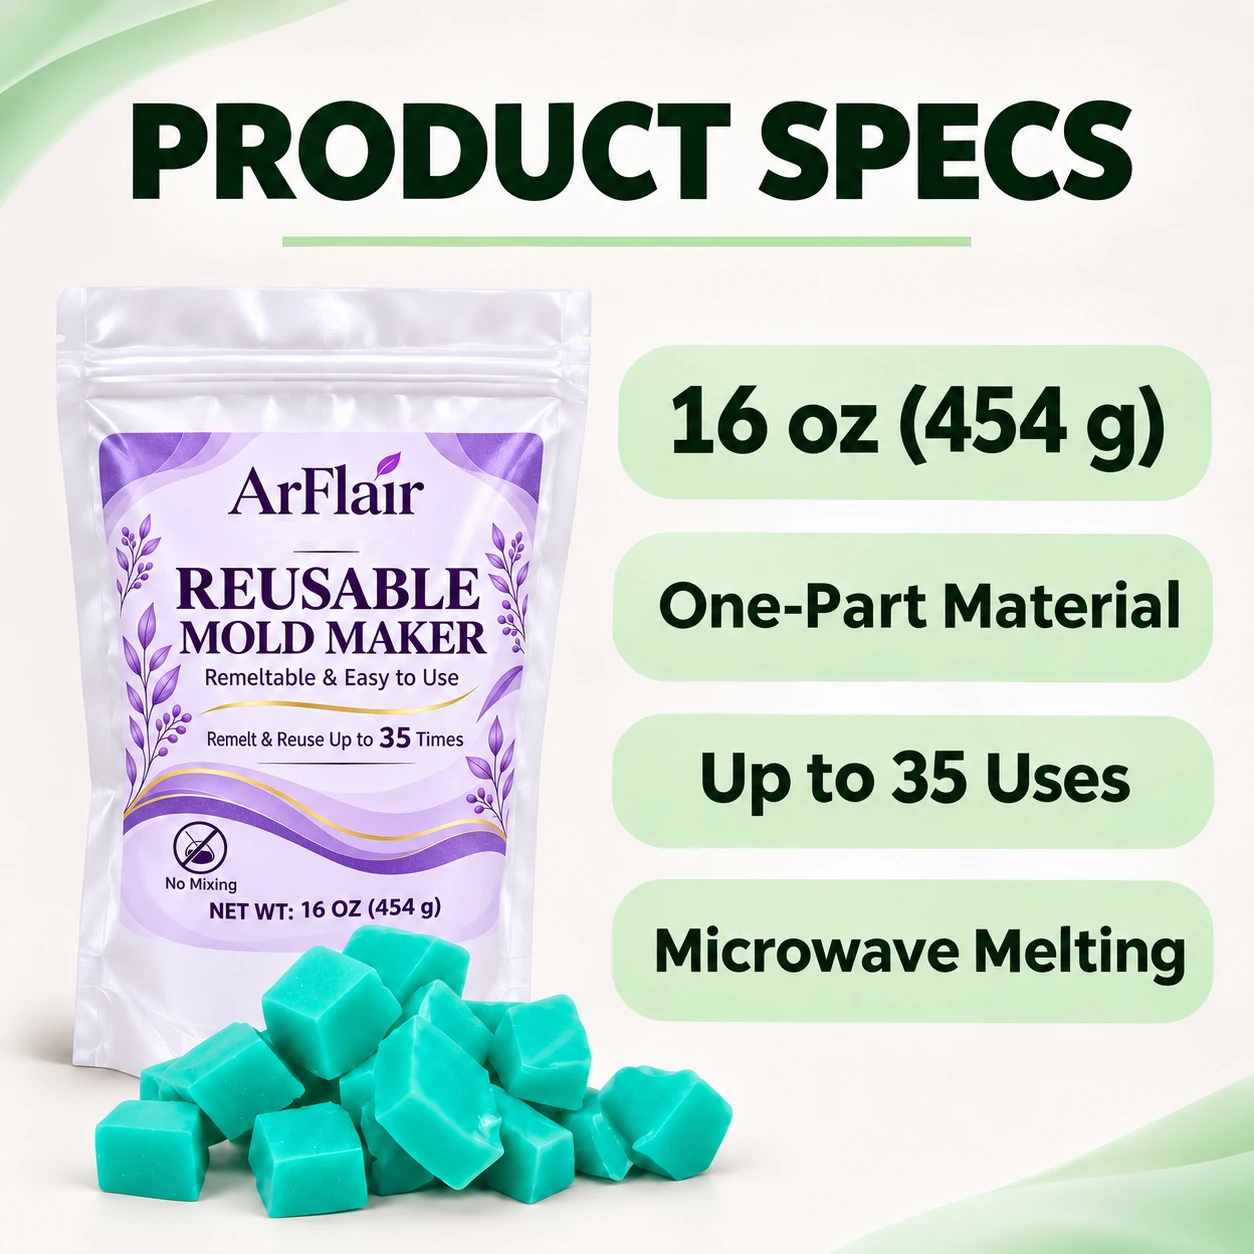 PRODUCT SPECS
ArFlair
REUSABLE
MOLD MAKER
Remeltable & Easy to Use
Remelt & Reuse Up to 35 Times
No Mixing
NET WT: 16 OZ (454 g)
16 oz (454 g)
One-Part Material
Up to 35 Uses
Microwave Melting